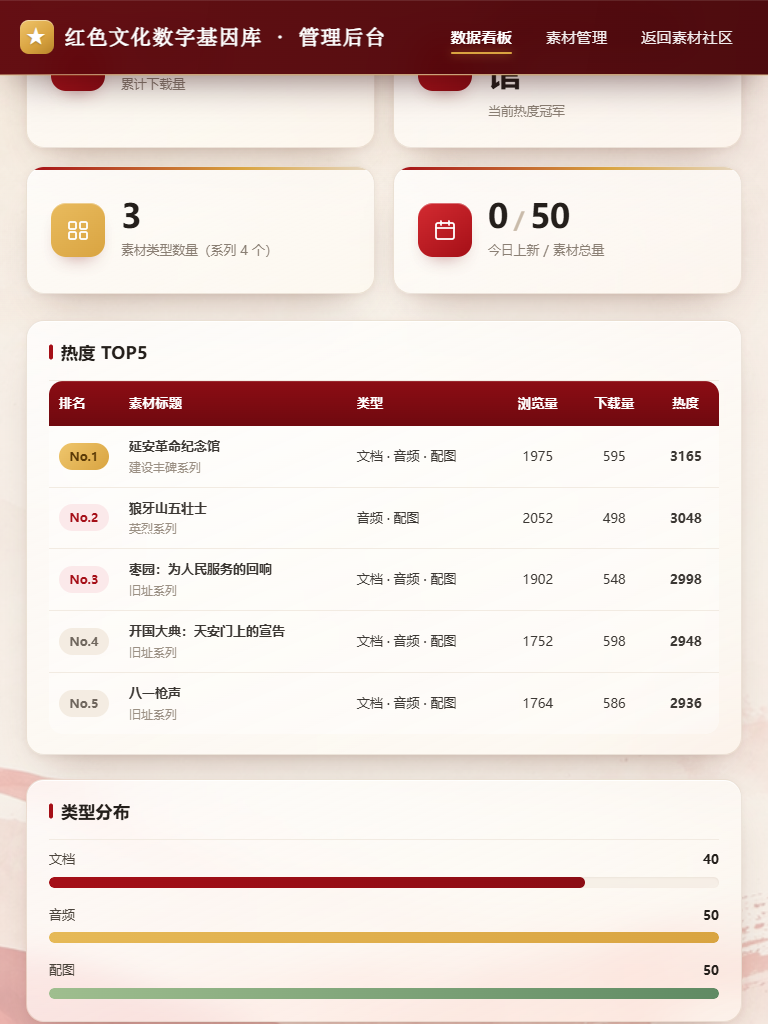 红色文化数字基因库 · 管理后台
数据看板 素材管理 返回素材社区
累计下载量
馆
当前热度冠军
3
素材类型数量（系列 4 个）
0 / 50
今日上新 / 素材总量
热度 TOP5
排名 素材标题 类型 浏览量 下载量 热度
No.1 延安革命纪念馆 文档 · 音频 · 配图 1975 595 3165
建设丰碑系列
No.2 狼牙山五壮士 音频 · 配图 2052 498 3048
英烈系列
No.3 枣园：为人民服务的回响 文档 · 音频 · 配图 1902 548 2998
旧址系列
No.4 开国大典：天安门上的宣告 文档 · 音频 · 配图 1752 598 2948
旧址系列
No.5 八一枪声 文档 · 音频 · 配图 1764 586 2936
旧址系列
类型分布
文档 40
音频 50
配图 50